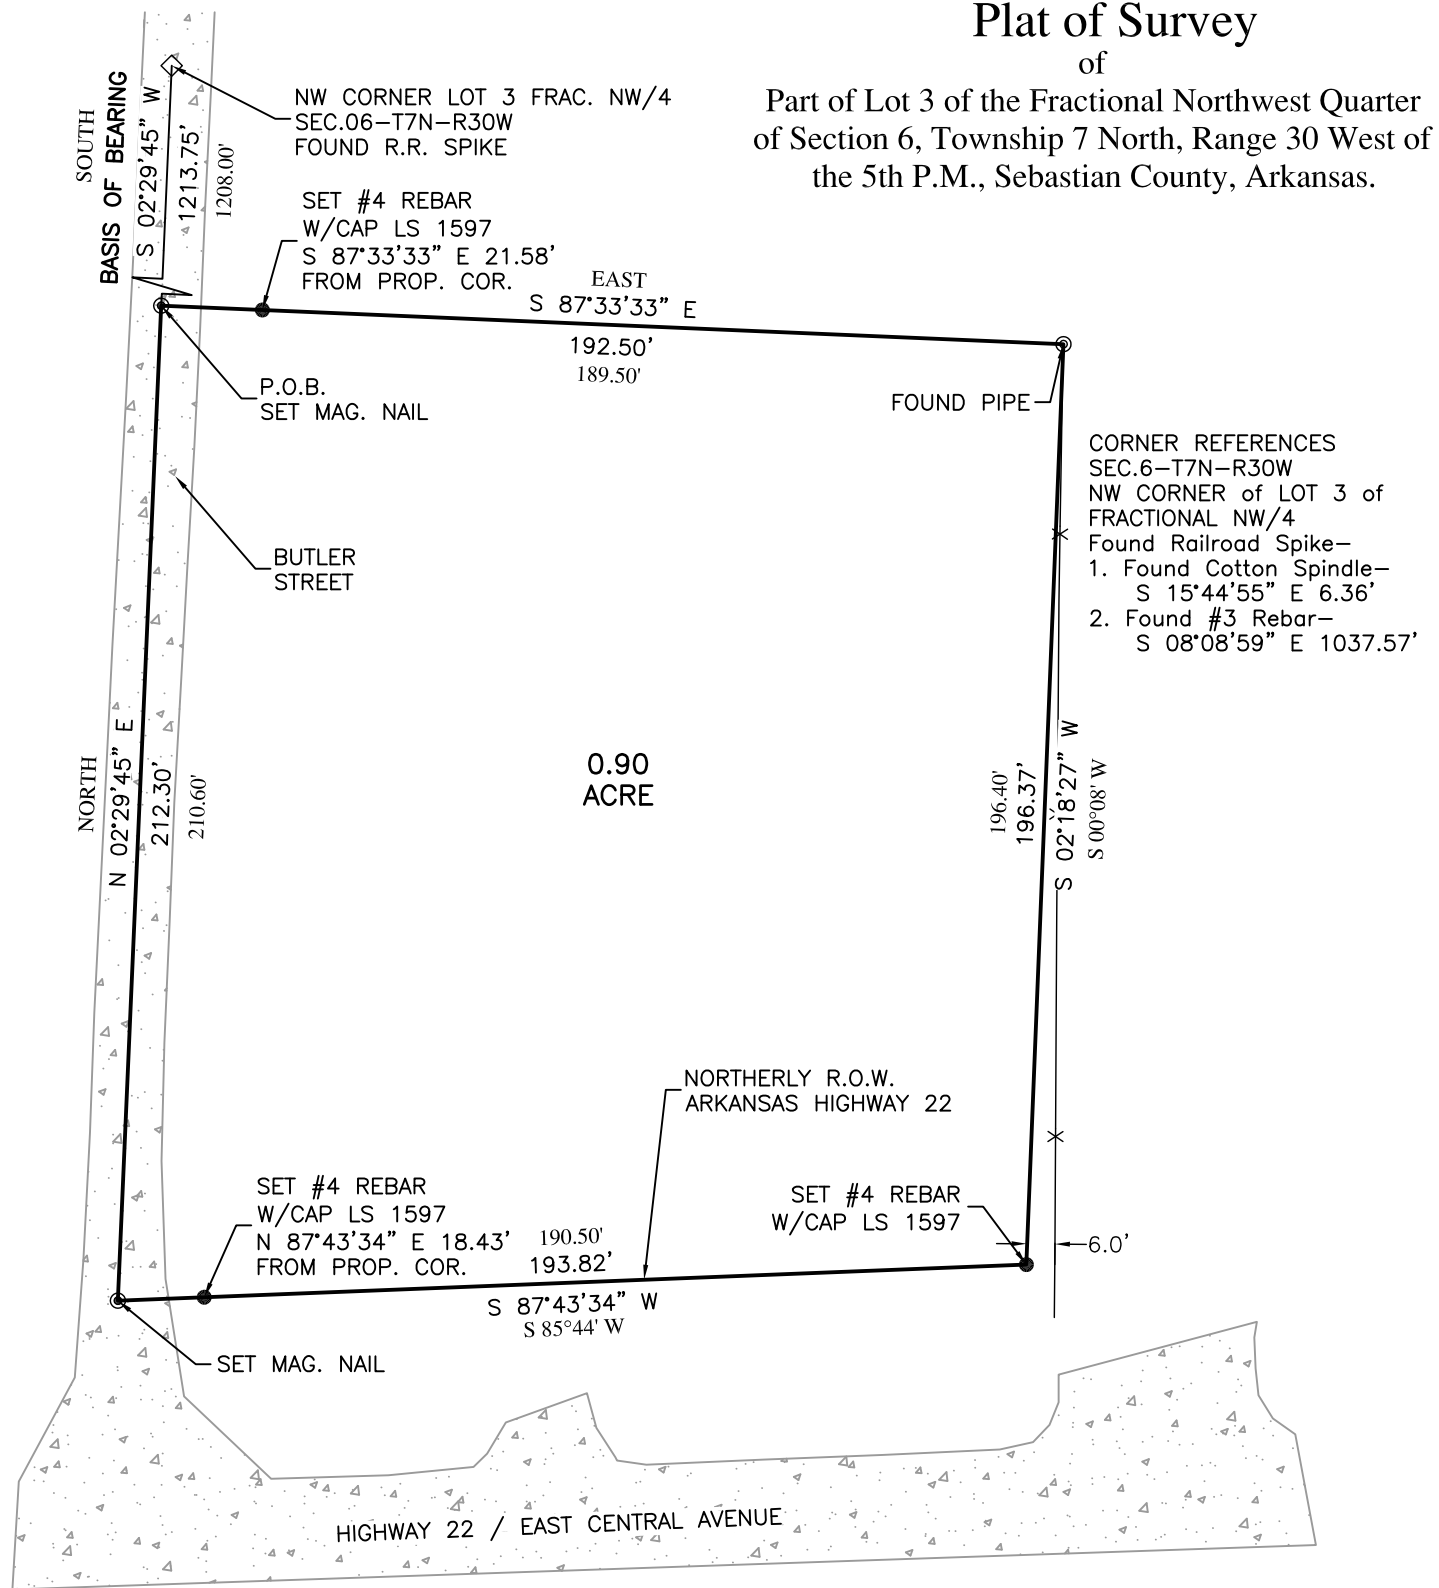 Plat of Survey
of
Part of Lot 3 of the Fractional Northwest Quarter
of Section 6, Township 7 North, Range 30 West of
the 5th P.M., Sebastian County, Arkansas.
SOUTH
BASIS OF BEARING
S 02°29'45" W
1213.75'
1208.00'
NW CORNER LOT 3 FRAC. NW/4
SEC.06-T7N-R30W
FOUND R.R. SPIKE
SET #4 REBAR
W/CAP LS 1597
S 87°33'33" E 21.58'
FROM PROP. COR.
EAST
S 87°33'33" E
192.50'
189.50'
P.O.B.
SET MAG. NAIL
FOUND PIPE
CORNER REFERENCES
SEC.6-T7N-R30W
NW CORNER of LOT 3 of
FRACTIONAL NW/4
Found Railroad Spike-
1. Found Cotton Spindle-
S 15°44'55" E 6.36'
2. Found #3 Rebar-
S 08°08'59" E 1037.57'
BUTLER
STREET
NORTH
N 02°29'45" E
212.30'
210.60'
0.90
ACRE
196.40'
196.37'
S 02°18'27" W
S 00°08' W
NORTHERLY R.O.W.
ARKANSAS HIGHWAY 22
SET #4 REBAR
W/CAP LS 1597
N 87°43'34" E 18.43'
FROM PROP. COR.
190.50'
193.82'
S 87°43'34" W
S 85°44' W
SET #4 REBAR
W/CAP LS 1597
6.0'
SET MAG. NAIL
HIGHWAY 22 / EAST CENTRAL AVENUE